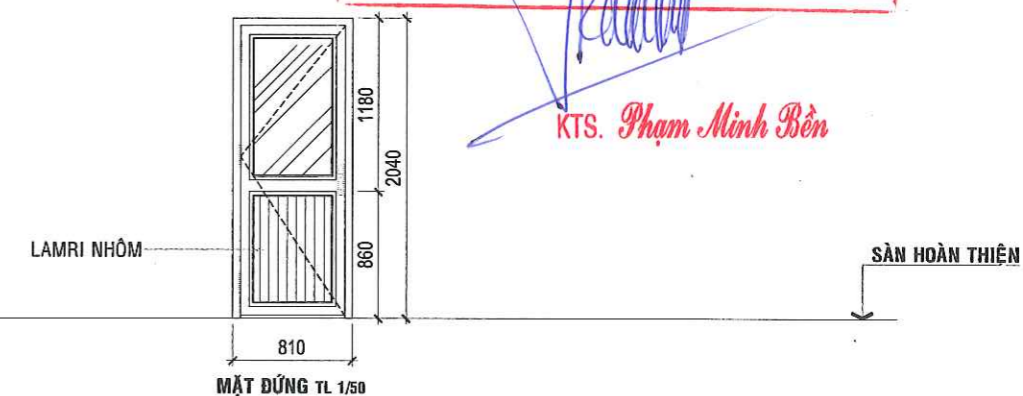 KTS. Phạm Minh Bền
1180
2040
860
LAMRI NHÔM
SÀN HOÀN THIỆN
810
MẶT ĐỨNG TL 1/50